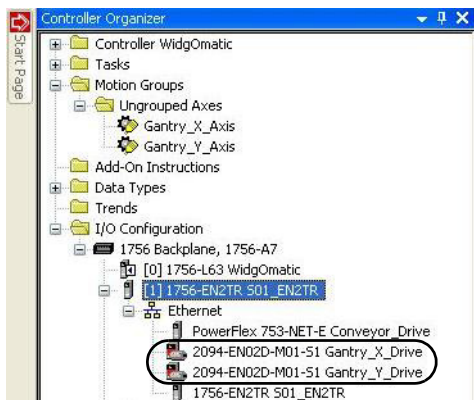 Controller Organizer
Start Page
Controller WidgOmatic
Tasks
Motion Groups
Ungrouped Axes
Gantry_X_Axis
Gantry_Y_Axis
Add-On Instructions
Data Types
Trends
I/O Configuration
1756 Backplane, 1756-A7
[0] 1756-L63 WidgOmatic
[1] 1756-EN2TR S01_EN2TR
Ethernet
PowerFlex 753-NET-E Conveyor_Drive
2094-EN02D-M01-S1 Gantry_X_Drive
2094-EN02D-M01-S1 Gantry_Y_Drive
1756-EN2TR S01_EN2TR